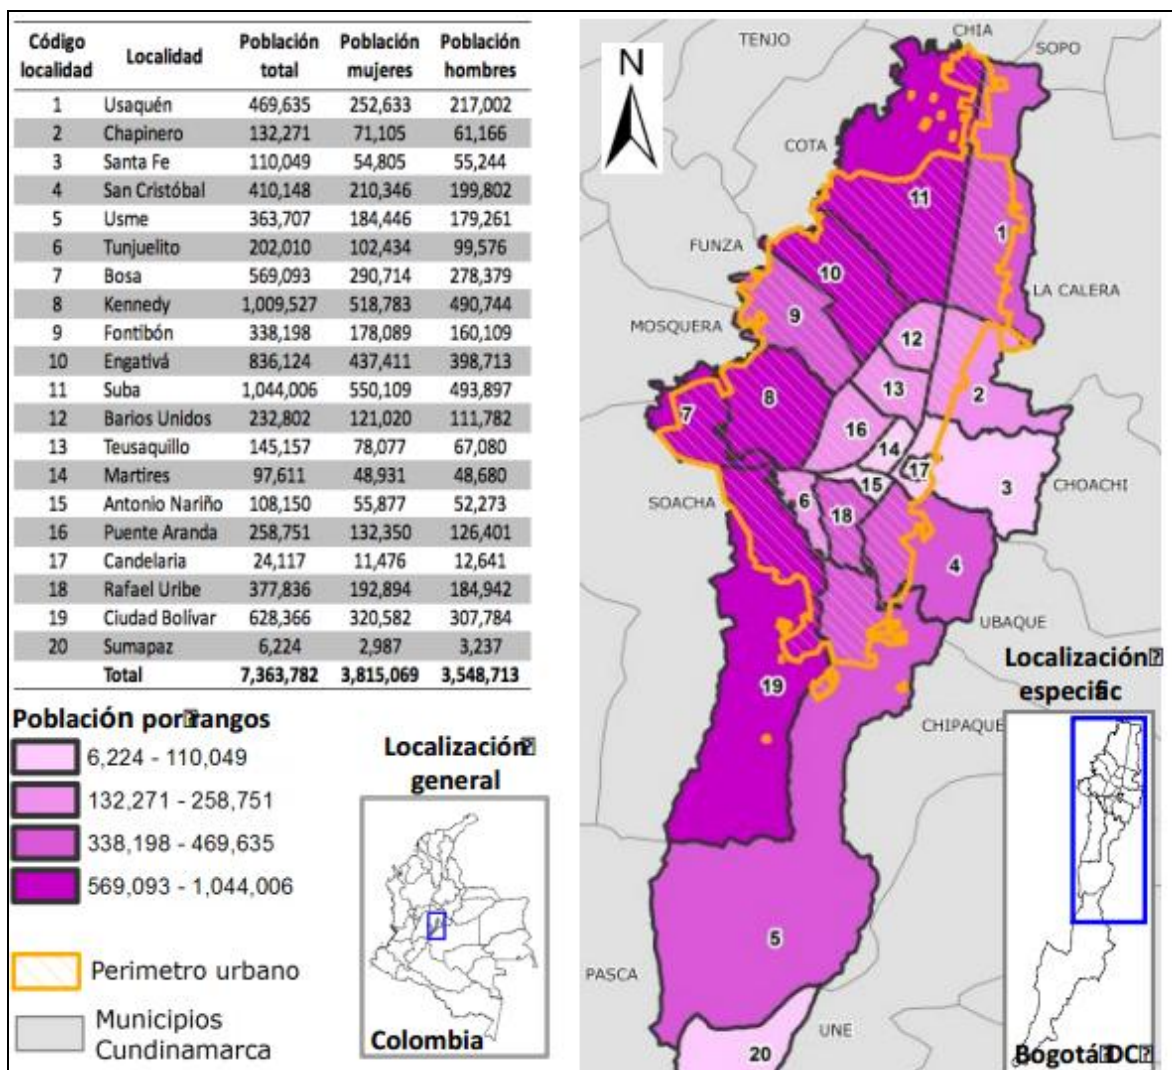 Código localidad Localidad Población total Población mujeres Población hombres
1 Usaquén 469,635 252,633 217,002
2 Chapinero 132,271 71,105 61,166
3 Santa Fe 110,049 54,805 55,244
4 San Cristóbal 410,148 210,346 199,802
5 Usme 363,707 184,446 179,261
6 Tunjuelito 202,010 102,434 99,576
7 Bosa 569,093 290,714 278,379
8 Kennedy 1,009,527 518,783 490,744
9 Fontibón 338,198 178,089 160,109
10 Engativá 836,124 437,411 398,713
11 Suba 1,044,006 550,109 493,897
12 Barios Unidos 232,802 121,020 111,782
13 Teusaquillo 145,157 78,077 67,080
14 Martires 97,611 48,931 48,680
15 Antonio Nariño 108,150 55,877 52,273
16 Puente Aranda 258,751 132,350 126,401
17 Candelaria 24,117 11,476 12,641
18 Rafael Uribe 377,836 192,894 184,942
19 Ciudad Bolívar 628,366 320,582 307,784
20 Sumapaz 6,224 2,987 3,237
Total 7,363,782 3,815,069 3,548,713
Población por⍰rangos
6,224 - 110,049
132,271 - 258,751
338,198 - 469,635
569,093 - 1,044,006
Perimetro urbano
Municipios
Cundinamarca
Localización⍰
general
Colombia
N
TENJO
CHIA
SOPO
COTA
11
FUNZA
1
10
LA CALERA
9
MOSQUERA
12
13
8
2
7
16
14
17
SOACHA
6
15
3
CHOACHI
18
4
UBAQUE
19
CHIPAQUE
5
PASCA
UNE
20
Localización⍰
especific
Bogotá⍰DC⍰